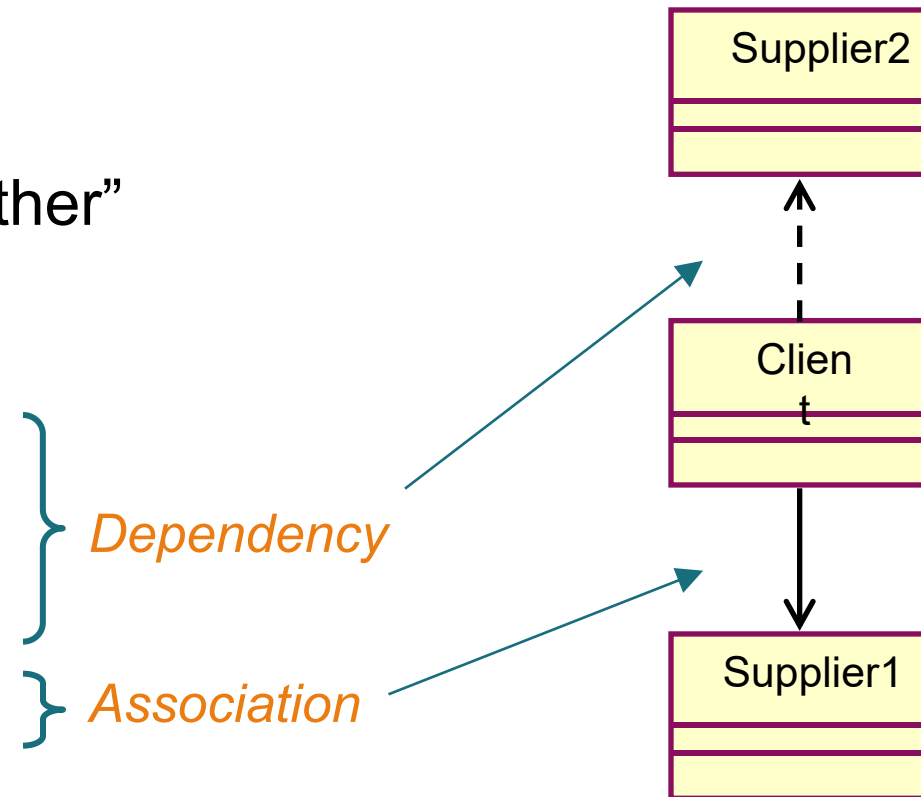 Supplier2
ther”
Clien
t
Dependency
Supplier1
Association